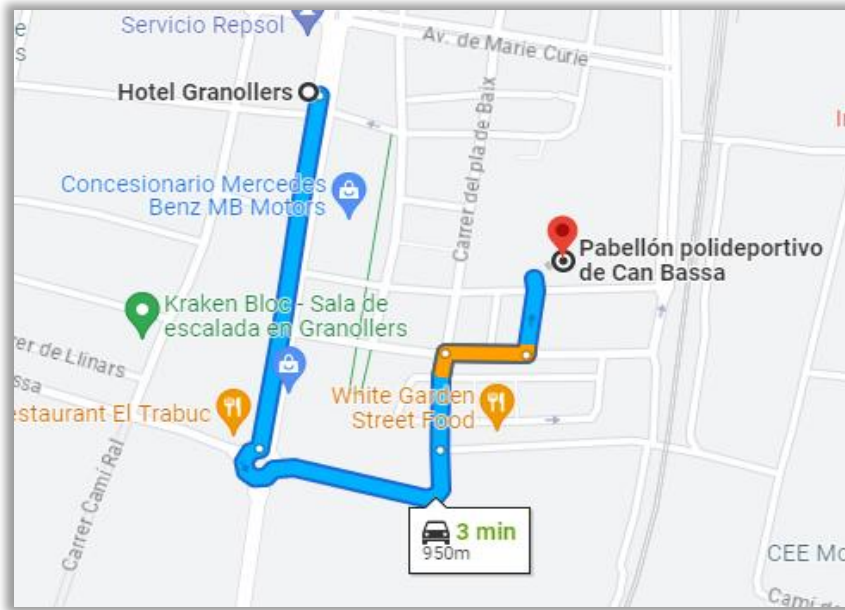 Servicio Repsol
Av. de Marie Curie
e
s
Hotel Granollers
Concesionario Mercedes
Benz MB Motors
Carrer del pla de Baix
Pabellón polideportivo
de Can Bassa
Kraken Bloc - Sala de
escalada en Granollers
rer de Llinars
assa
estaurant El Trabuc
White Garden
Street Food
Carrer Camí Ral
3 min
950m
CEE Mo
Camí de